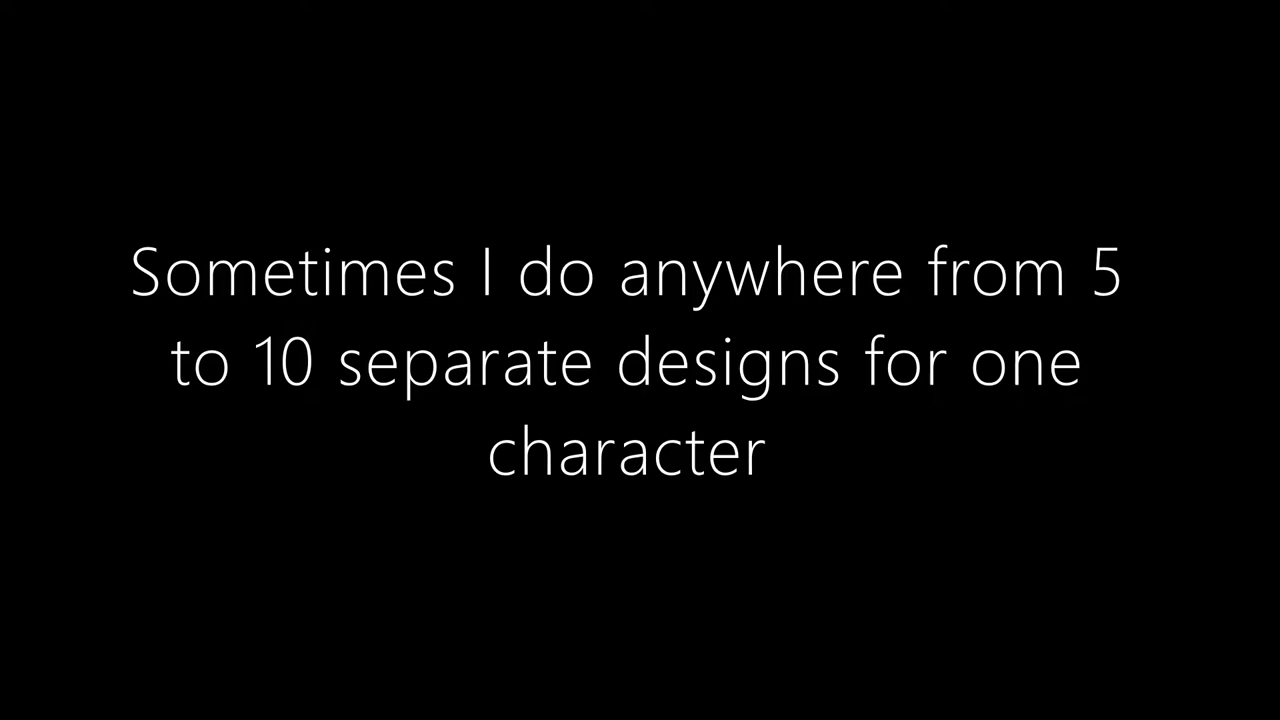 Sometimes I do anywhere from 5
to 10 separate designs for one
character